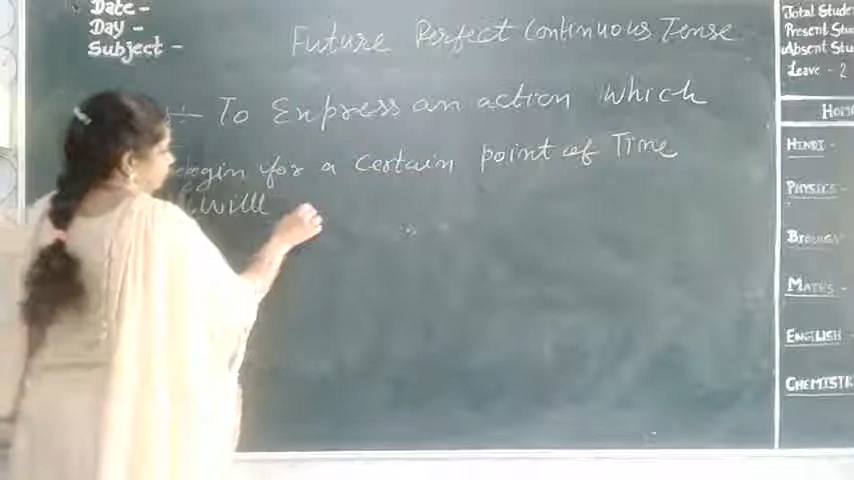 Date -
Day -
Subject -
Future Perfect Continuous Tense
To Express an action which
begin for a certain point of Time
will
Total Stude
Present Stu
Absent Stu
Leave - 2
HOM
HINDI -
PHYSICS -
BIOLOGY
MATHS -
ENGLISH
CHEMISTR